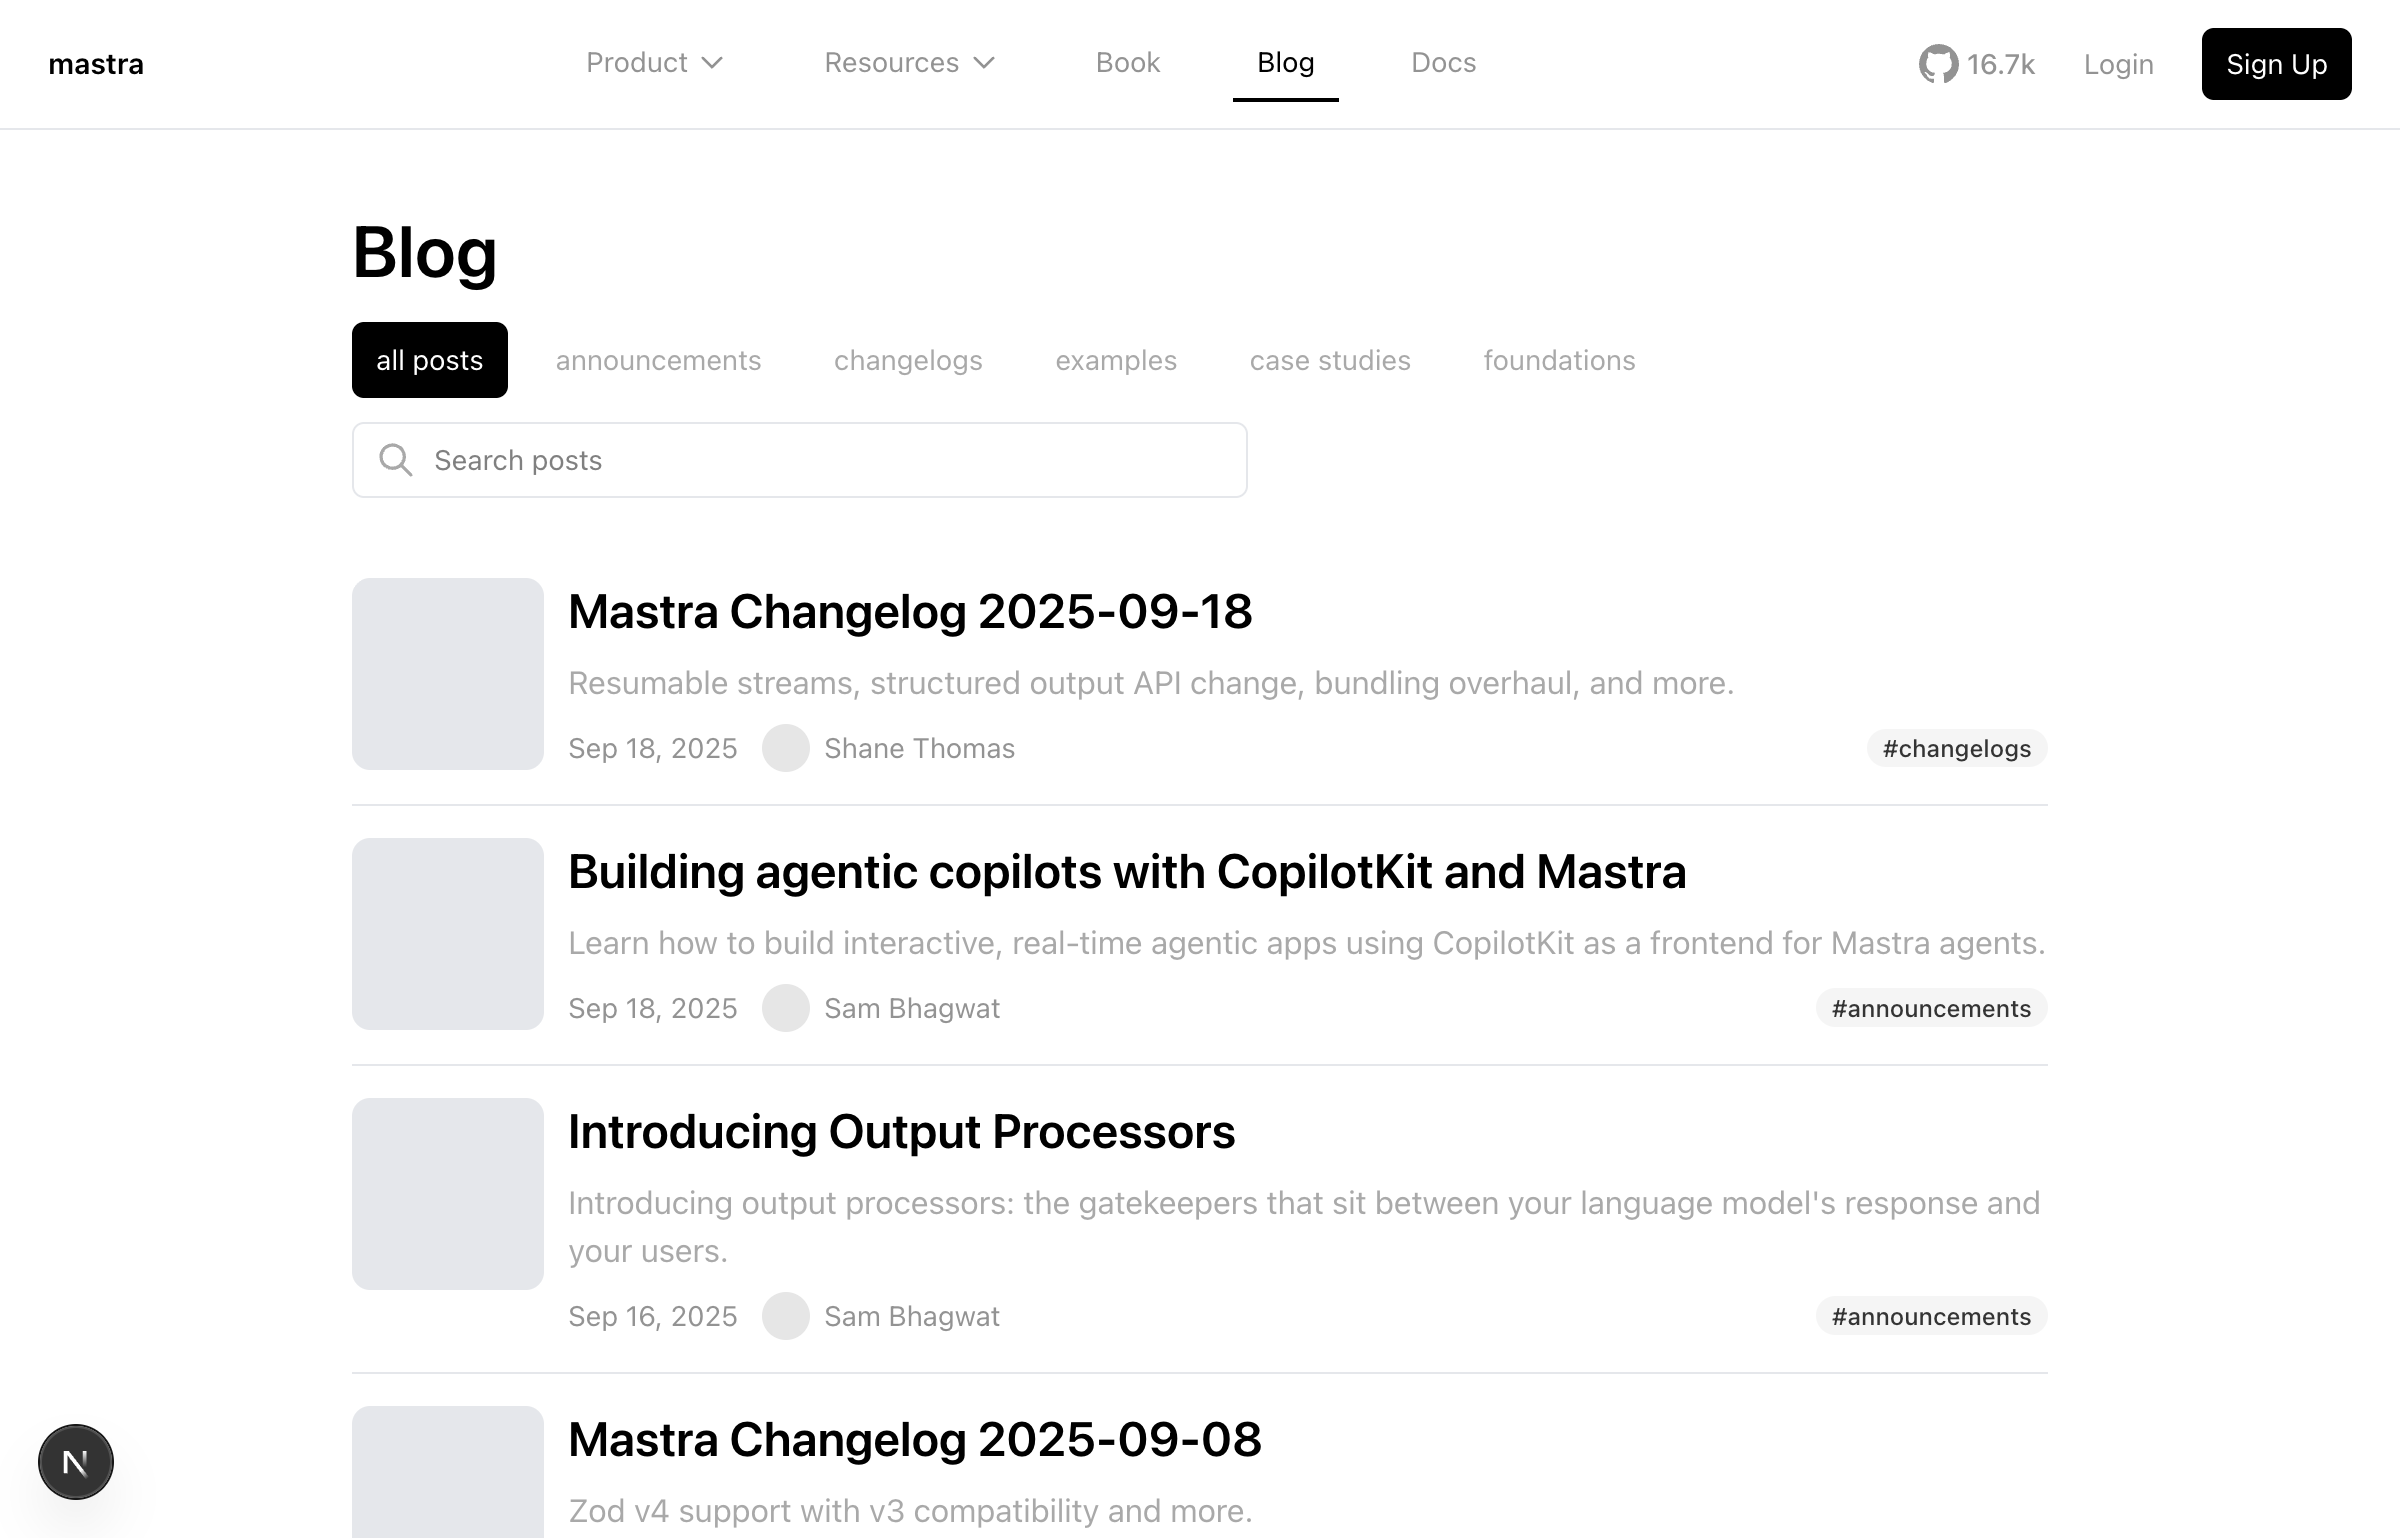 mastra
Product
Resources
Book
Blog
Docs
16.7k
Login
Sign Up
Blog
all posts
announcements
changelogs
examples
case studies
foundations
Search posts
Mastra Changelog 2025-09-18
Resumable streams, structured output API change, bundling overhaul, and more.
Sep 18, 2025
Shane Thomas
#changelogs
Building agentic copilots with CopilotKit and Mastra
Learn how to build interactive, real-time agentic apps using CopilotKit as a frontend for Mastra agents.
Sep 18, 2025
Sam Bhagwat
#announcements
Introducing Output Processors
Introducing output processors: the gatekeepers that sit between your language model's response and
your users.
Sep 16, 2025
Sam Bhagwat
#announcements
Mastra Changelog 2025-09-08
Zod v4 support with v3 compatibility and more.
N